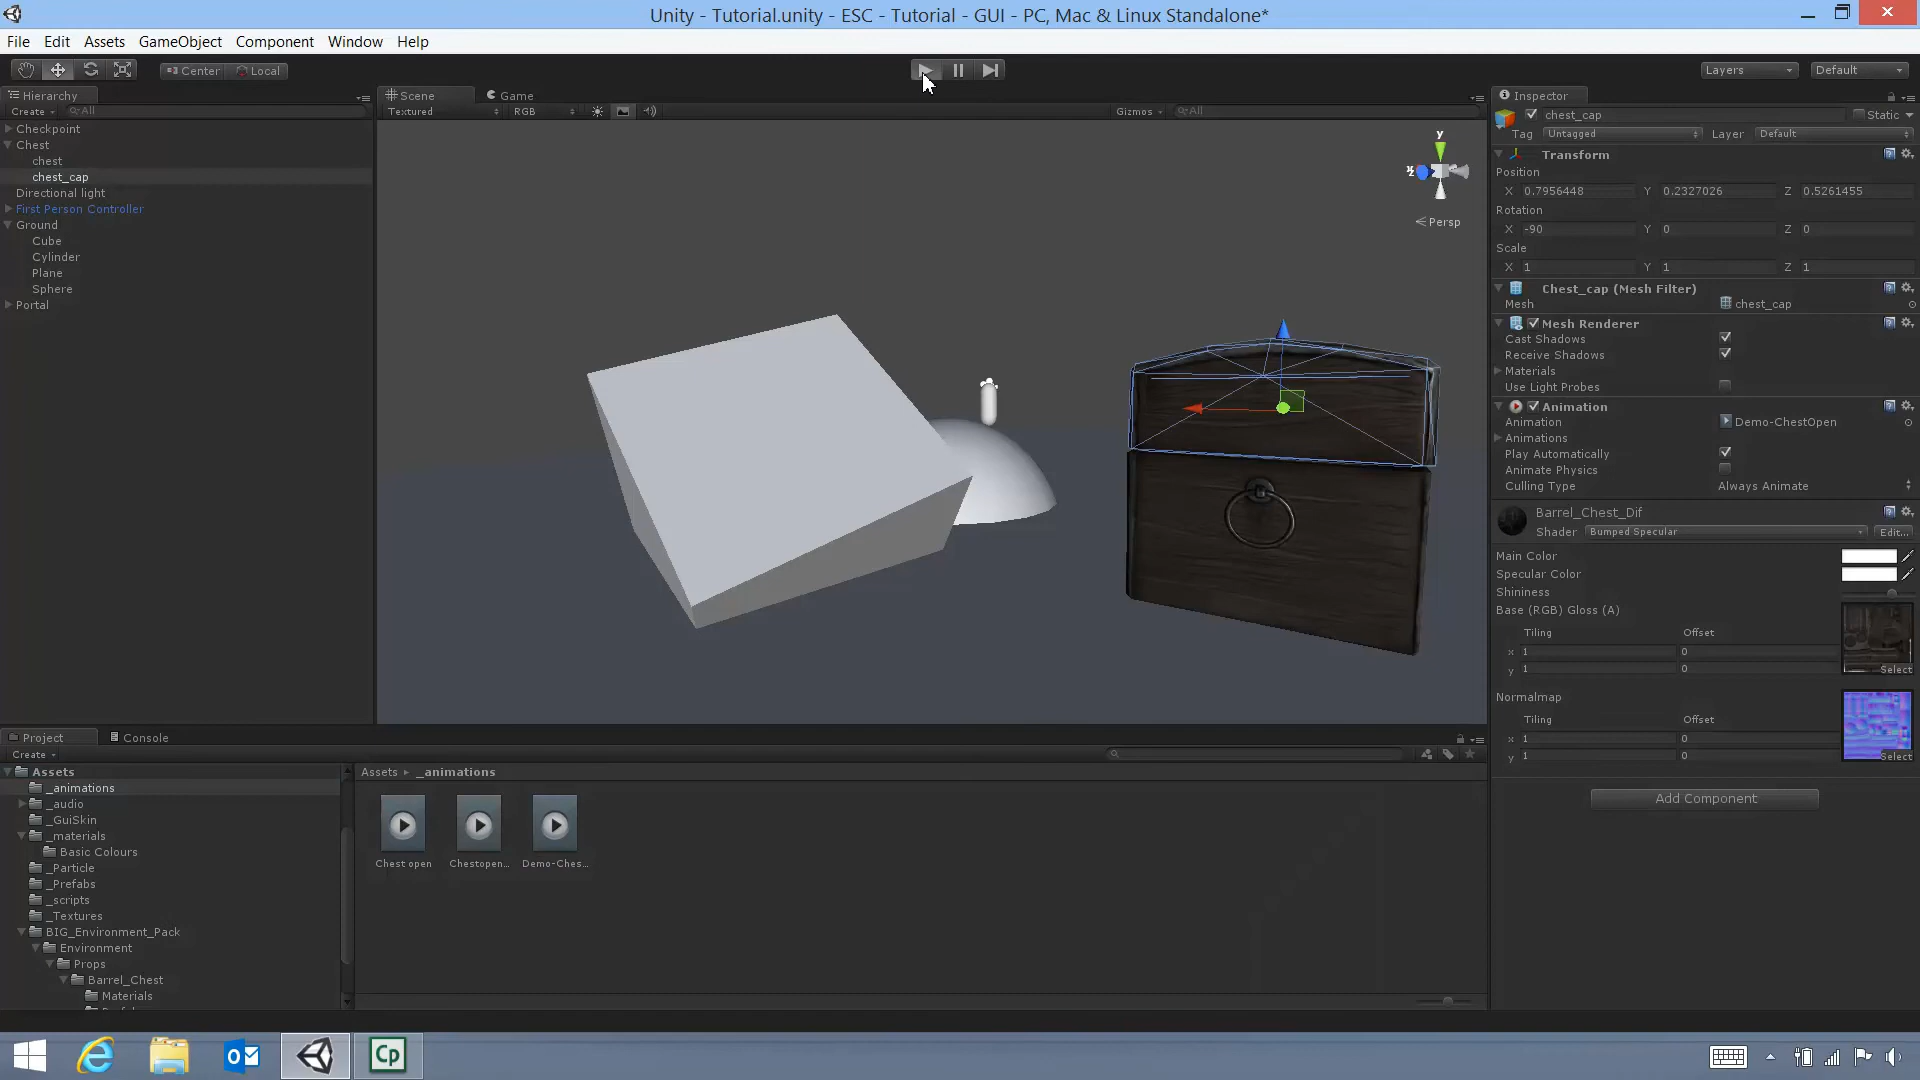 Unity - Tutorial.unity - ESC - Tutorial - GUI - PC, Mac & Linux Standalone*
File Edit Assets GameObject Component Window Help
Center Local Layers Default
Hierarchy
Create All
Checkpoint
Chest
chest
chest_cap
Directional light
First Person Controller
Ground
Cube
Cylinder
Plane
Sphere
Portal
Scene Game
Textured RGB Gizmos All
y
Persp
Inspector
chest_cap Static
Tag Untagged Layer Default
Transform
Position
X 0.7956448 Y 0.2327026 Z 0.5261455
Rotation
X -90 Y 0 Z 0
Scale
X 1 Y 1 Z 1
Chest_cap (Mesh Filter)
Mesh chest_cap
Mesh Renderer
Cast Shadows
Receive Shadows
Materials
Use Light Probes
Animation
Animation Demo-ChestOpen
Animations
Play Automatically
Animate Physics
Culling Type Always Animate
Barrel_Chest_Dif
Shader Bumped Specular Edit...
Main Color
Specular Color
Shininess
Base (RGB) Gloss (A)
Tiling Offset
x 1 0
y 1 0
Select
Normalmap
Tiling Offset
x 1 0
y 1 0
Select
Add Component
Project Console
Create
Assets
_animations
_audio
_GuiSkin
_materials
Basic Colours
_Particle
_Prefabs
_scripts
_Textures
BIG_Environment_Pack
Environment
Props
Barrel_Chest
Materials
Assets _animations
Chest open Chestopen... Demo-Ches...
Cp